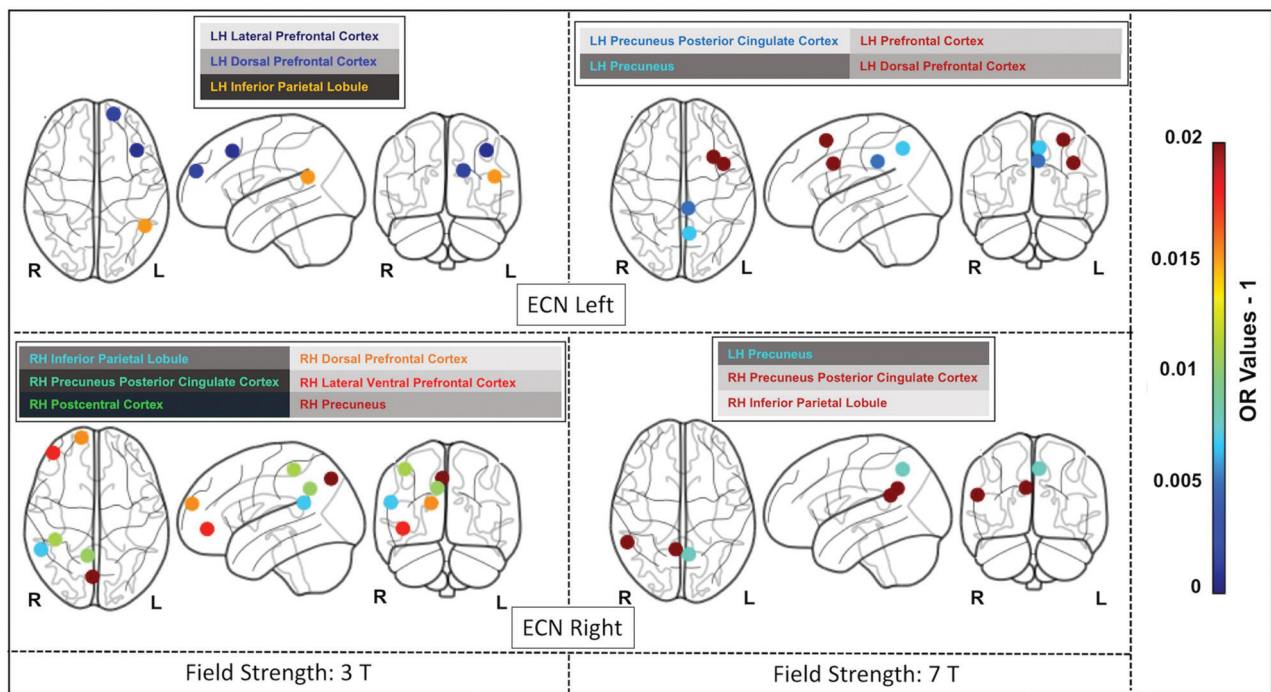 LH Lateral Prefrontal Cortex
LH Dorsal Prefrontal Cortex
LH Inferior Parietal Lobule
R L
LH Precuneus Posterior Cingulate Cortex LH Prefrontal Cortex
LH Precuneus LH Dorsal Prefrontal Cortex
R L
ECN Left
RH Inferior Parietal Lobule RH Dorsal Prefrontal Cortex
RH Precuneus Posterior Cingulate Cortex RH Lateral Ventral Prefrontal Cortex
RH Postcentral Cortex RH Precuneus
R L R L
LH Precuneus
RH Precuneus Posterior Cingulate Cortex
RH Inferior Parietal Lobule
R L R L
ECN Right
Field Strength: 3 T
Field Strength: 7 T
R L
R L
0.02
0.015
0.01
0.005
0
OR Values - 1